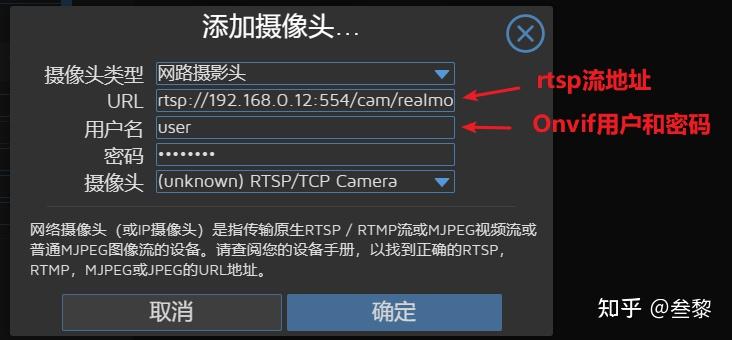 添加摄像头...
摄像头类型 网路摄影头
URL rtsp://192.168.0.12:554/cam/realmo
rtsp流地址
用户名 user
Onvif用户和密码
密码 ••••••••
摄像头 (unknown) RTSP/TCP Camera
网络摄像头（或IP摄像头）是指传输原生RTSP / RTMP流或MJPEG视频流或
普通MJPEG图像流的设备。请查阅您的设备手册，以找到正确的RTSP，
RTMP，MJPEG或JPEG的URL地址。
取消 确定
知乎 @叁黎